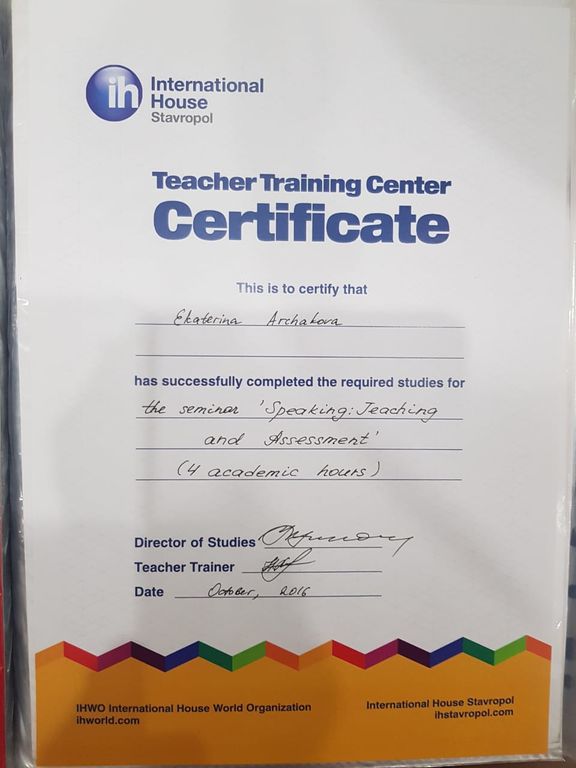 ih International
House
Stavropol
Teacher Training Center
Certificate
This is to certify that
Ekaterina Archakova
has successfully completed the required studies for
the seminar 'Speaking: Teaching
and Assessment'
(4 academic hours)
Director of Studies
Teacher Trainer
Date October, 2016
IHWO International House World Organization
ihworld.com
International House Stavropol
ihstavropol.com